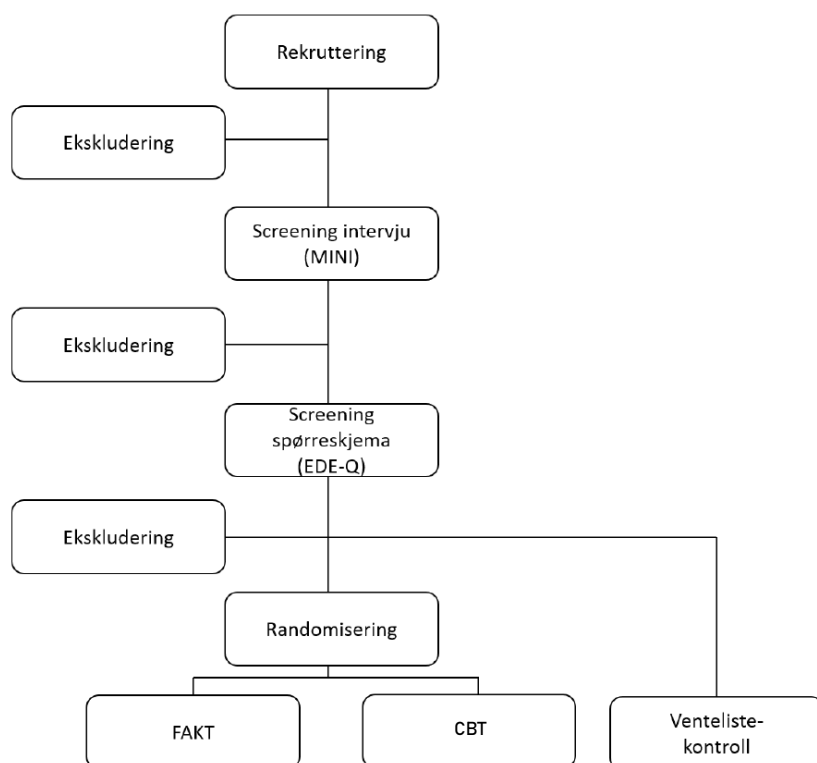 Rekruttering
Ekskludering
Screening intervju
(MINI)
Ekskludering
Screening
spørreskjema
(EDE-Q)
Ekskludering
Randomisering
FAKT
CBT
Venteliste-
kontroll